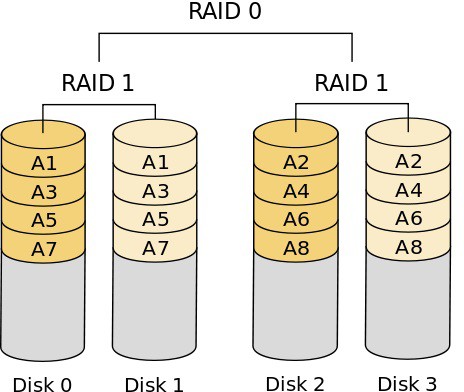 RAID 0
RAID 1 RAID 1
A1 A1 A2 A2
A3 A3 A4 A4
A5 A5 A6 A6
A7 A7 A8 A8
Disk 0 Disk 1 Disk 2 Disk 3